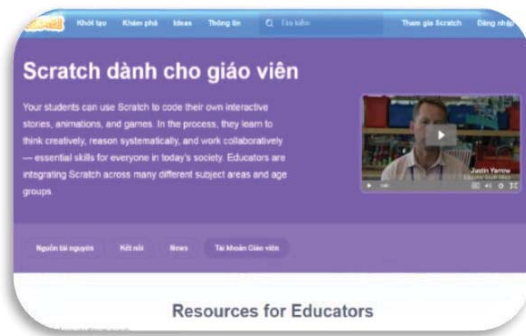 SCRATCH Khởi tạo Khám phá Ideas Thông tin Tìm kiếm Tham gia Scratch Đăng nhập
Scratch dành cho giáo viên
Your students can use Scratch to code their own interactive
stories, animations, and games. In the process, they learn to
think creatively, reason systematically, and work collaboratively
— essential skills for everyone in today's society. Educators are
integrating Scratch across many different subject areas and age
groups.
Justin Yarrow
Nguồn tài nguyên Kết nối News Tài khoản Giáo viên
Resources for Educators